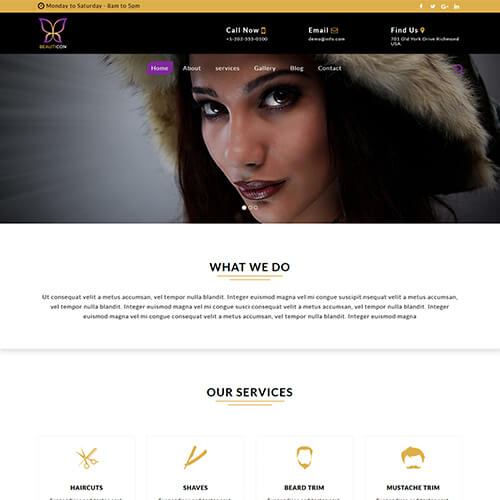 Monday to Saturday - 8am to 5pm
BEAUTICON
Call Now
+1-202-555-0100
Email
demo@info.com
Find Us
701 Old York Drive Richmond
USA.
Home About services Gallery Blog Contact
WHAT WE DO
Ut consequat velit a metus accumsan, vel tempor nulla blandit. Integer euismod magna vel mi congue suscipit nsequat velit a metus accumsan,
vel tempor nulla blandit. Integer euismod magna vel mi congue susci consequat velit a metus accumsan, vel tempor nulla blandit. Integer
euismod magna vel mi congue consequat velit a metus accumsan, vel tempor nulla blandit. Integer euismod magna
OUR SERVICES
HAIRCUTS
SHAVES
BEARD TRIM
MUSTACHE TRIM